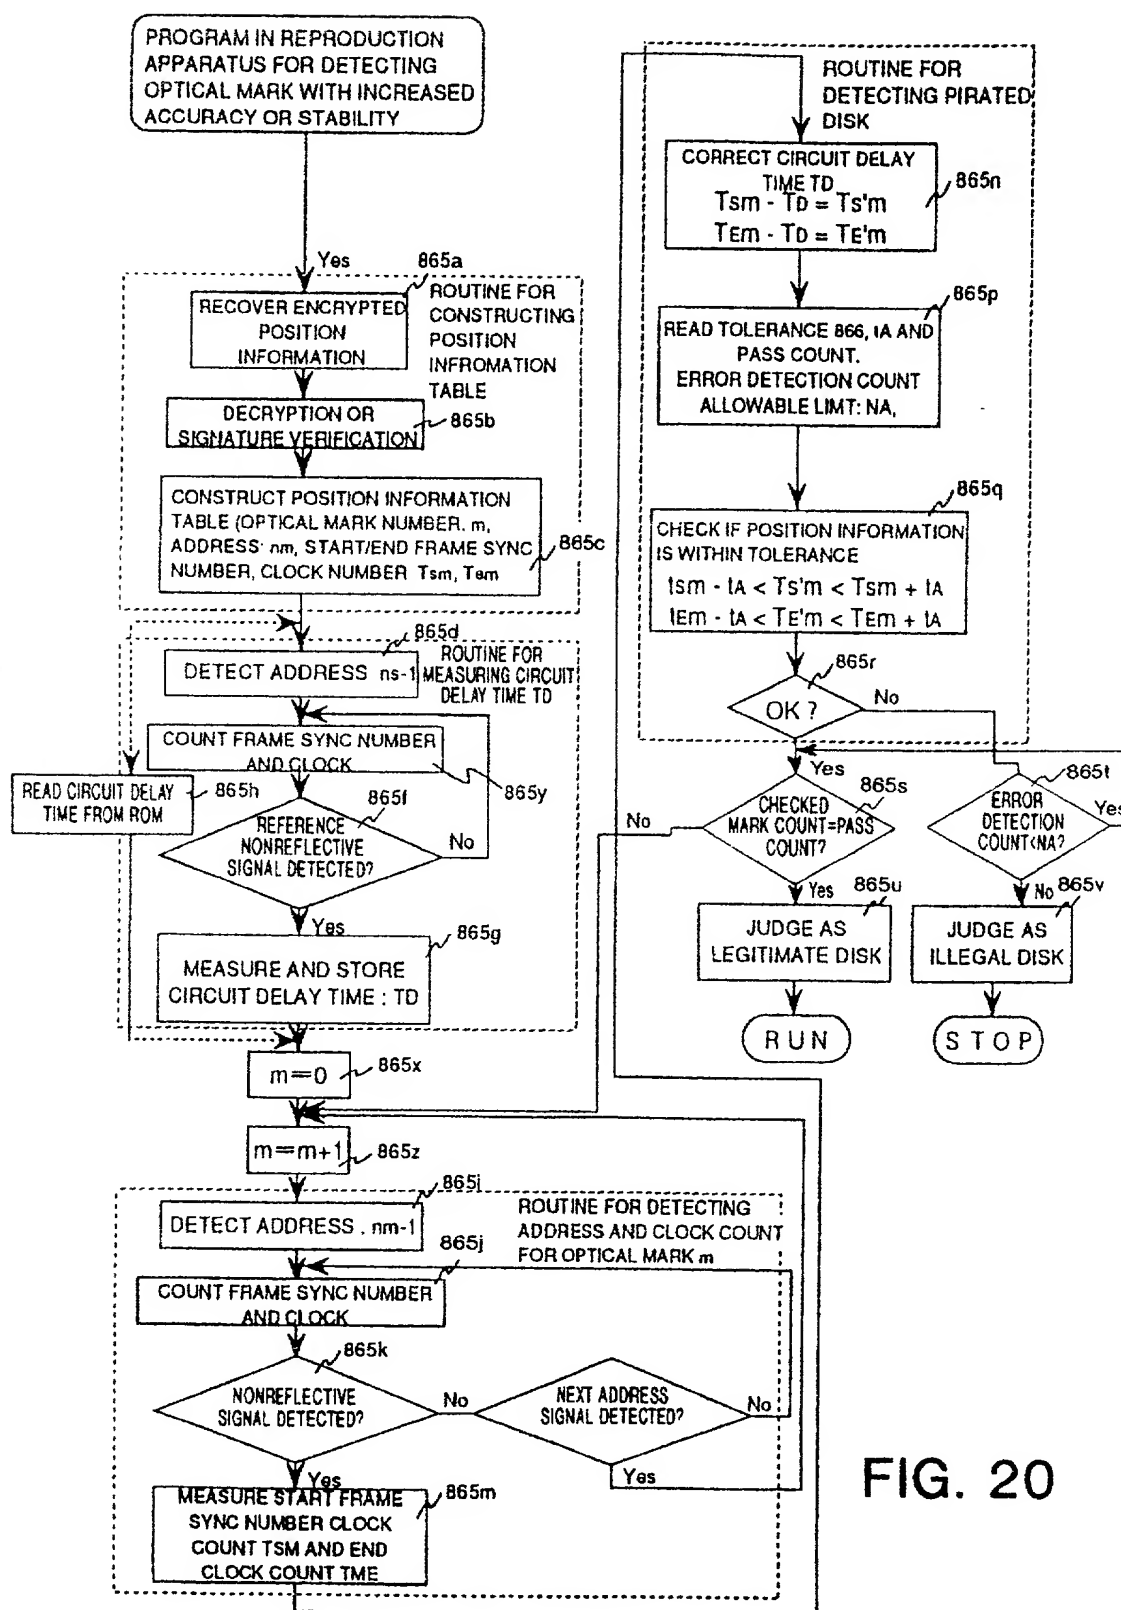 PROGRAM IN REPRODUCTION
APPARATUS FOR DETECTING
OPTICAL MARK WITH INCREASED
ACCURACY OR STABILITY
Yes
865a
RECOVER ENCRYPTED
POSITION
INFORMATION
ROUTINE FOR
CONSTRUCTING
POSITION
INFROMATION
TABLE
DECRYPTION OR
SIGNATURE VERIFICATION
865b
CONSTRUCT POSITION INFORMATION
TABLE (OPTICAL MARK NUMBER. m,
ADDRESS: nm, START/END FRAME SYNC
NUMBER, CLOCK NUMBER Tsm, TEm
865c
865d
DETECT ADDRESS ns-1
ROUTINE FOR
MEASURING CIRCUIT
DELAY TIME TD
COUNT FRAME SYNC NUMBER
AND CLOCK
865y
READ CIRCUIT DELAY
TIME FROM ROM
865h
865f
REFERENCE
NONREFLECTIVE
SIGNAL DETECTED?
No
Yes
865g
MEASURE AND STORE
CIRCUIT DELAY TIME : TD
m=0
865x
m=m+1
865z
865i
DETECT ADDRESS . nm-1
ROUTINE FOR DETECTING
ADDRESS AND CLOCK COUNT
FOR OPTICAL MARK m
865j
COUNT FRAME SYNC NUMBER
AND CLOCK
865k
NONREFLECTIVE
SIGNAL DETECTED?
No
NEXT ADDRESS
SIGNAL DETECTED?
No
Yes
Yes
MEASURE START FRAME
SYNC NUMBER CLOCK
COUNT TSM AND END
CLOCK COUNT TME
865m
ROUTINE FOR
DETECTING PIRATED
DISK
CORRECT CIRCUIT DELAY
TIME TD
Tsm - TD = Ts'm
TEm - TD = TE'm
865n
865p
READ TOLERANCE 866, tA AND
PASS COUNT.
ERROR DETECTION COUNT
ALLOWABLE LIMT: NA,
865q
CHECK IF POSITION INFORMATION
IS WITHIN TOLERANCE
tsm - tA < Ts'm < Tsm + tA
tEm - tA < TE'm < TEm + tA
865r
OK ?
No
Yes
865s
CHECKED
MARK COUNT=PASS
COUNT?
No
Yes
865t
ERROR
DETECTION
COUNT<NA?
Yes
No
865u
JUDGE AS
LEGITIMATE DISK
865v
JUDGE AS
ILLEGAL DISK
RUN
STOP
FIG. 20